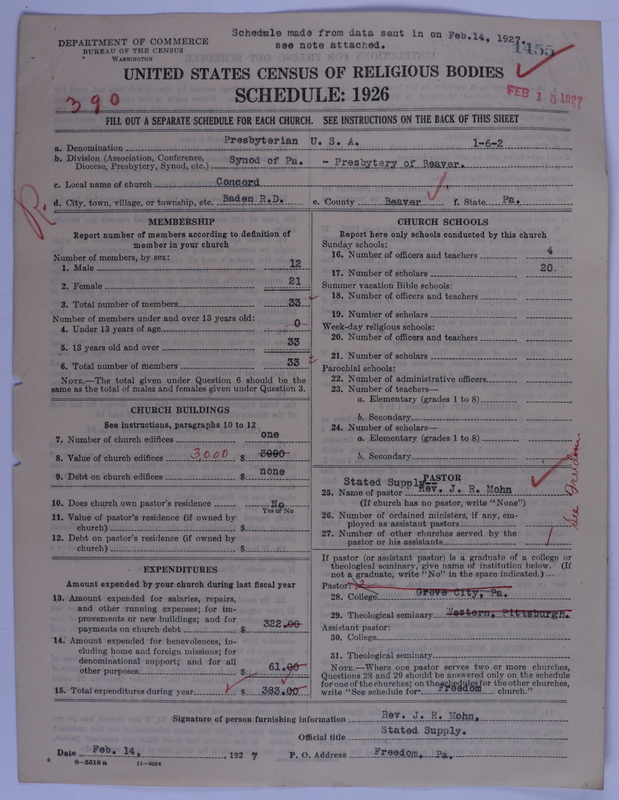 Schedule made from data sent in on Feb.14, 1927.
see note attached.
DEPARTMENT OF COMMERCE
BUREAU OF THE CENSUS
WASHINGTON
1455
UNITED STATES CENSUS OF RELIGIOUS BODIES
SCHEDULE: 1926
390
FEB 15 1927
FILL OUT A SEPARATE SCHEDULE FOR EACH CHURCH. SEE INSTRUCTIONS ON THE BACK OF THIS SHEET
a. Denomination Presbyterian U. S. A. 1-6-2
b. Division (Association, Conference, Diocese, Presbytery, Synod, etc.) Synod of Pa. - Presbytery of Beaver.
c. Local name of church Concord
d. City, town, village, or township, etc. Baden R.D. e. County Beaver f. State Pa.
R.
MEMBERSHIP
Report number of members according to definition of
member in your church
Number of members, by sex:
1. Male 12
2. Female 21
3. Total number of members 33
Number of members under and over 13 years old:
4. Under 13 years of age 0
5. 13 years old and over 33
6. Total number of members 33
NOTE.—The total given under Question 6 should be the
same as the total of males and females given under Question 3.
CHURCH BUILDINGS
See instructions, paragraphs 10 to 12
7. Number of church edifices one
8. Value of church edifices 3,000 $ 3000
9. Debt on church edifices $ none
10. Does church own pastor's residence No
Yes or No
11. Value of pastor's residence (if owned by
church) $
12. Debt on pastor's residence (if owned by
church) $
EXPENDITURES
Amount expended by your church during last fiscal year
13. Amount expended for salaries, repairs,
and other running expenses; for im-
provements or new buildings; and for
payments on church debt $ 322.00
14. Amount expended for benevolences, in-
cluding home and foreign missions; for
denominational support; and for all
other purposes $ 61.00
15. Total expenditures during year $ 383.00
CHURCH SCHOOLS
Report here only schools conducted by this church
Sunday schools:
16. Number of officers and teachers 4
17. Number of scholars 20.
Summer vacation Bible schools:
18. Number of officers and teachers
19. Number of scholars
Week-day religious schools:
20. Number of officers and teachers
21. Number of scholars
Parochial schools:
22. Number of administrative officers
23. Number of teachers—
a. Elementary (grades 1 to 8)
b. Secondary
24. Number of scholars—
a. Elementary (grades 1 to 8)
b. Secondary
PASTOR
Stated Supply--
25. Name of pastor Rev. J. R. Mohn
(If church has no pastor, write "None")
26. Number of ordained ministers, if any, em-
ployed as assistant pastors
27. Number of other churches served by the
pastor or his assistants 1
See Freedom
If pastor (or assistant pastor) is a graduate of a college or
theological seminary, give name of institution below. (If
not a graduate, write "No" in the space indicated.)
Pastor:
28. College Grove City, Pa.
29. Theological seminary Western, Pittsburgh.
Assistant pastor:
30. College
31. Theological seminary
NOTE.—Where one pastor serves two or more churches,
Questions 28 and 29 should be answered only on the schedule
for one of the churches; on the schedules for the other churches,
write "See schedule for Freedom church."
Signature of person furnishing information Rev. J. R. Mohn.
Official title Stated Supply.
Date Feb. 14, 1927 P. O. Address Freedom, Pa.
8—5518a 11—9034